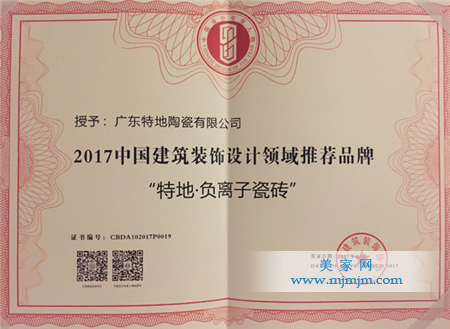 授予：广东特地陶瓷有限公司
2017中国建筑装饰设计领域推荐品牌
“特地·负离子瓷砖”
证书编号：CBDA102017P0019
美家网
www.mjmjm.com